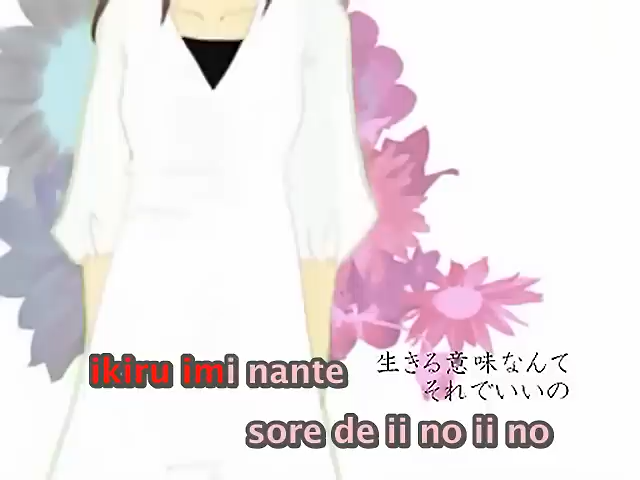 生きる意味なんて
それでいいの
ikiru imi nante
sore de ii no ii no